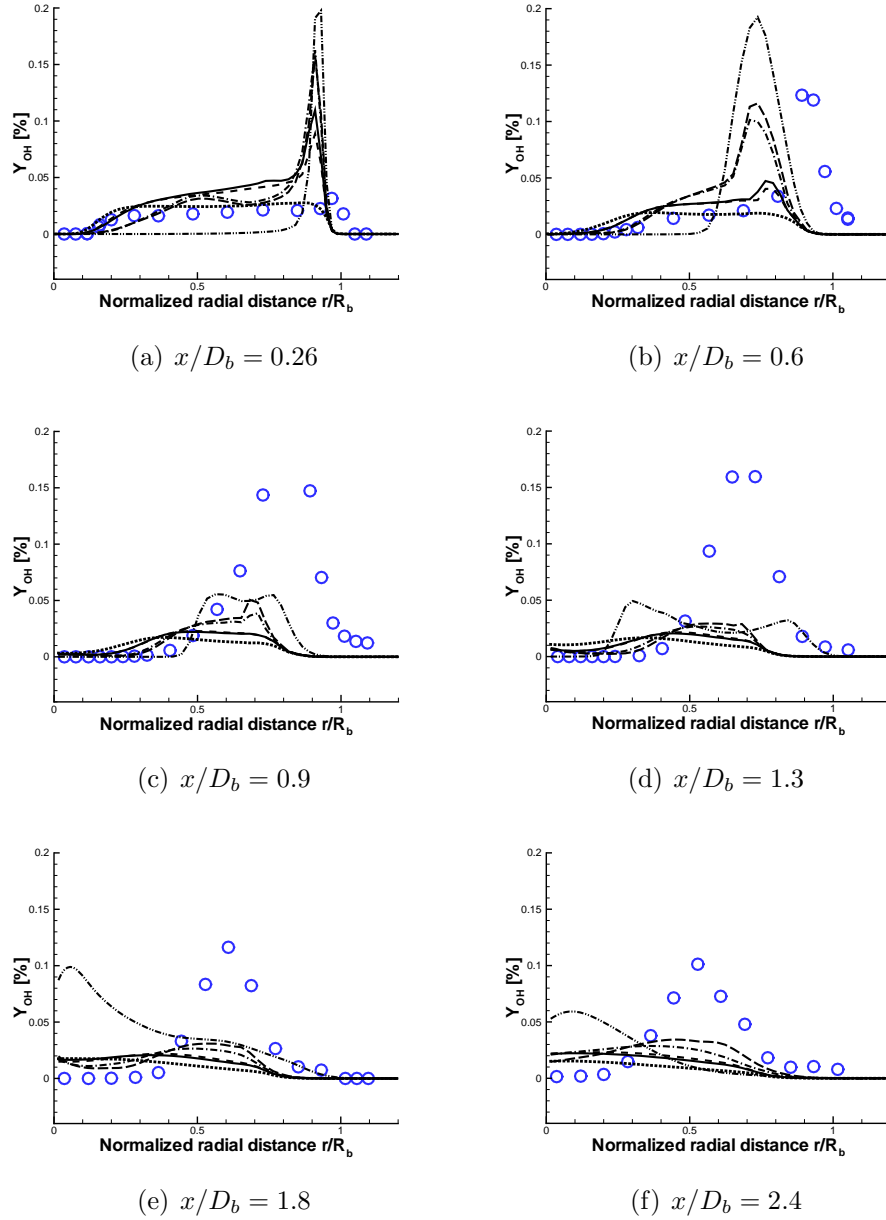 0.2
0.15
0.1
0.05
0
Y_OH [%]
0 0.5 1
Normalized radial distance r/R_b
(a) x/D_b = 0.26
0.2
0.15
0.1
0.05
0
Y_OH [%]
0 0.5 1
Normalized radial distance r/R_b
(b) x/D_b = 0.6
0.2
0.15
0.1
0.05
0
Y_OH [%]
0 0.5 1
Normalized radial distance r/R_b
(c) x/D_b = 0.9
0.2
0.15
0.1
0.05
0
Y_OH [%]
0 0.5 1
Normalized radial distance r/R_b
(d) x/D_b = 1.3
0.2
0.15
0.1
0.05
0
Y_OH [%]
0 0.5 1
Normalized radial distance r/R_b
(e) x/D_b = 1.8
0.2
0.15
0.1
0.05
0
Y_OH [%]
0 0.5 1
Normalized radial distance r/R_b
(f) x/D_b = 2.4